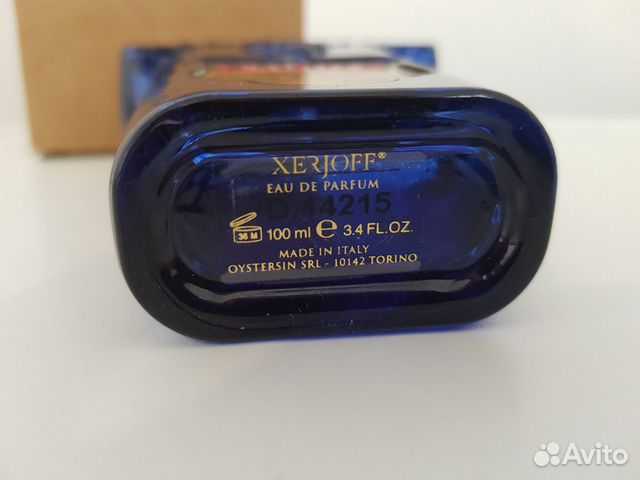 XERJOFF®
EAU DE PARFUM
D.44215
36 M 100 ml ℮ 3.4 FL.OZ.
MADE IN ITALY
OYSTERSIN SRL - 10142 TORINO
Avito